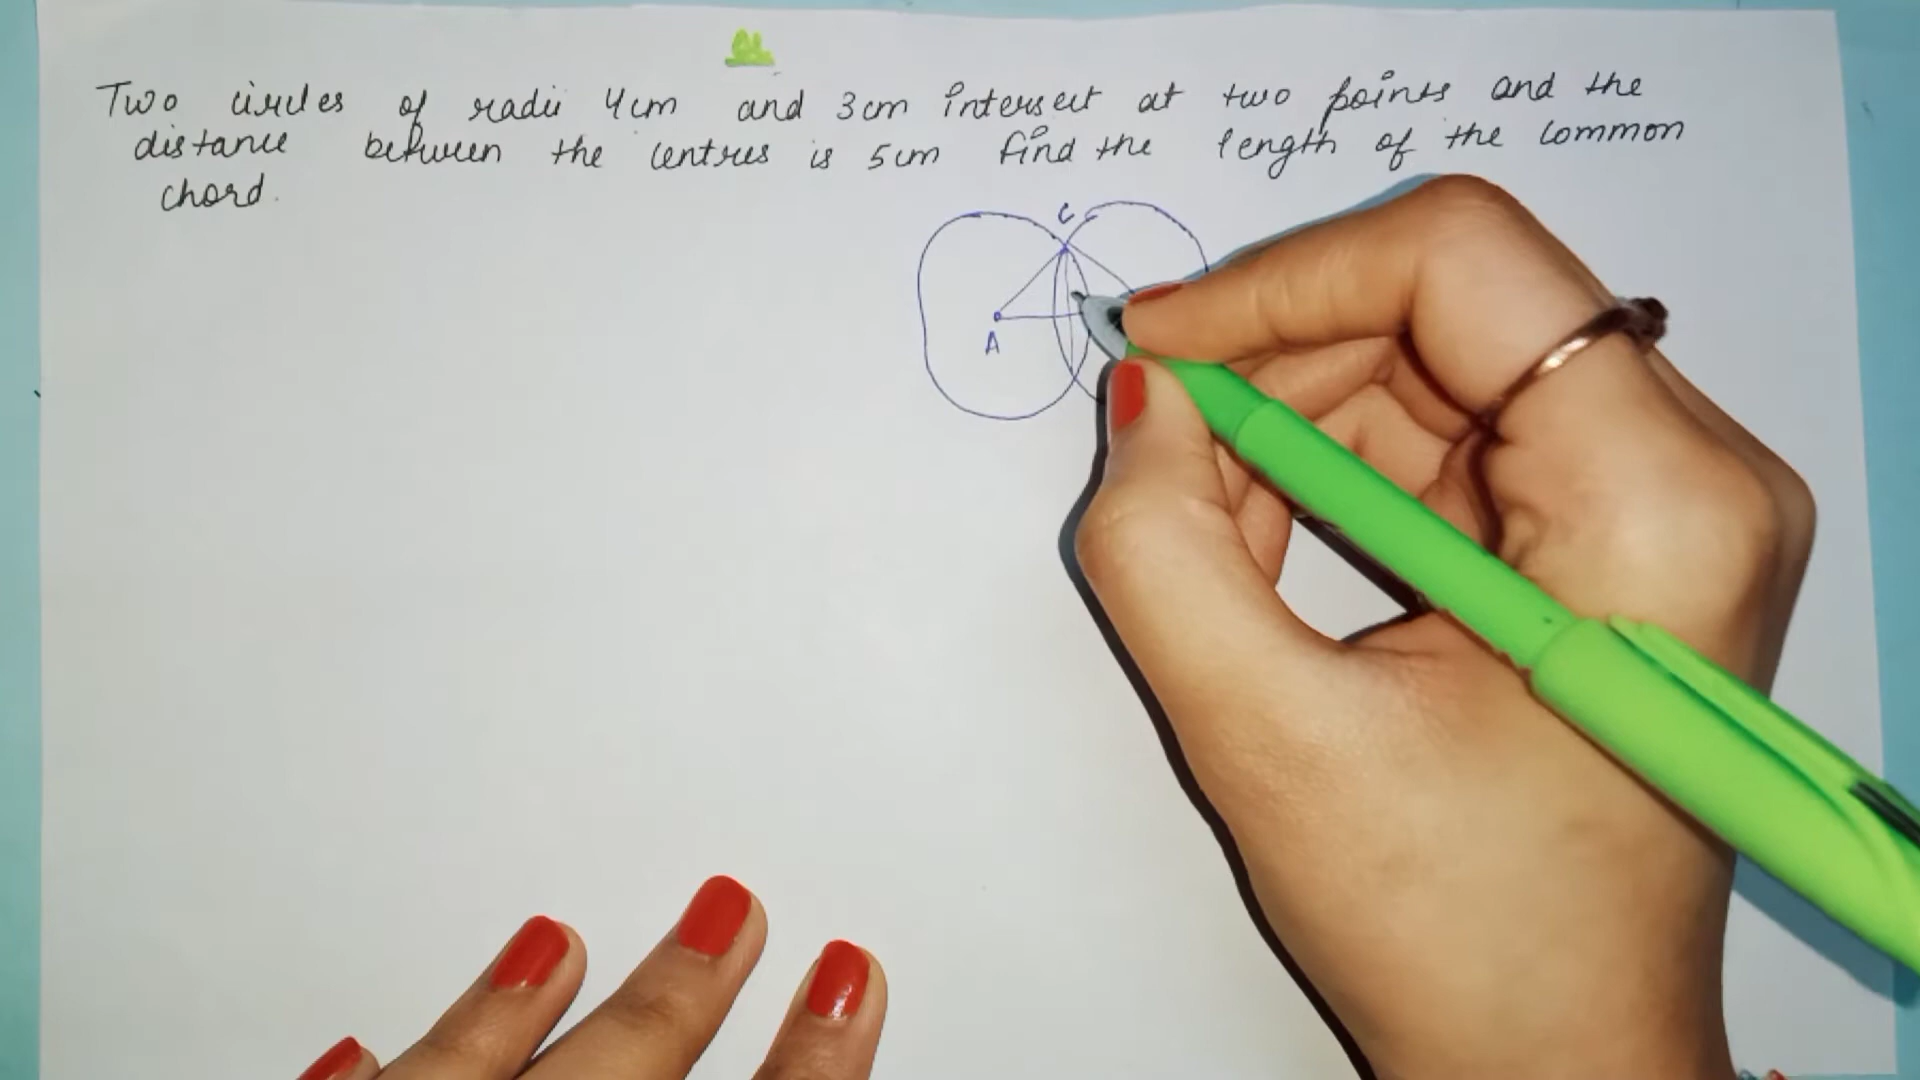 Two circles of radii 4cm and 3cm intersect at two points and the
distance between the centres is 5cm find the length of the common
chord.
C
A